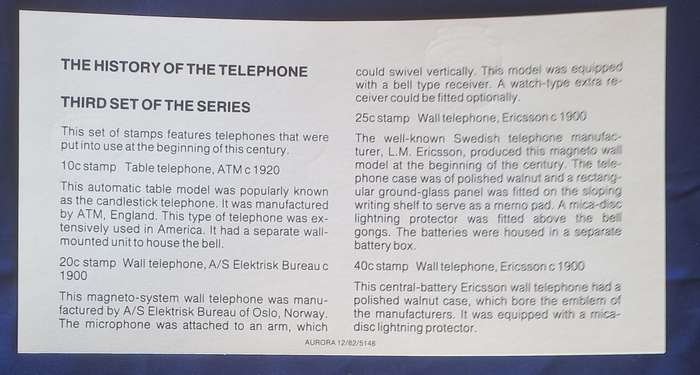 THE HISTORY OF THE TELEPHONE
THIRD SET OF THE SERIES
This set of stamps features telephones that were
put into use at the beginning of this century.
10c stamp Table telephone, ATM c 1920
This automatic table model was popularly known
as the candlestick telephone. It was manufactured
by ATM, England. This type of telephone was ex-
tensively used in America. It had a separate wall-
mounted unit to house the bell.
20c stamp Wall telephone, A/S Elektrisk Bureau c
1900
This magneto-system wall telephone was manu-
factured by A/S Elektrisk Bureau of Oslo, Norway.
The microphone was attached to an arm, which
could swivel vertically. This model was equipped
with a bell type receiver. A watch-type extra re-
ceiver could be fitted optionally.
25c stamp Wall telephone, Ericsson c 1900
The well-known Swedish telephone manufac-
turer, L.M. Ericsson, produced this magneto wall
model at the beginning of the century. The tele-
phone case was of polished walnut and a rectang-
ular ground-glass panel was fitted on the sloping
writing shelf to serve as a memo pad. A mica-disc
lightning protector was fitted above the bell
gongs. The batteries were housed in a separate
battery box.
40c stamp Wall telephone, Ericsson c 1900
This central-battery Ericsson wall telephone had a
polished walnut case, which bore the emblem of
the manufacturers. It was equipped with a mica-
disc lightning protector.
AURORA 12/82/5146